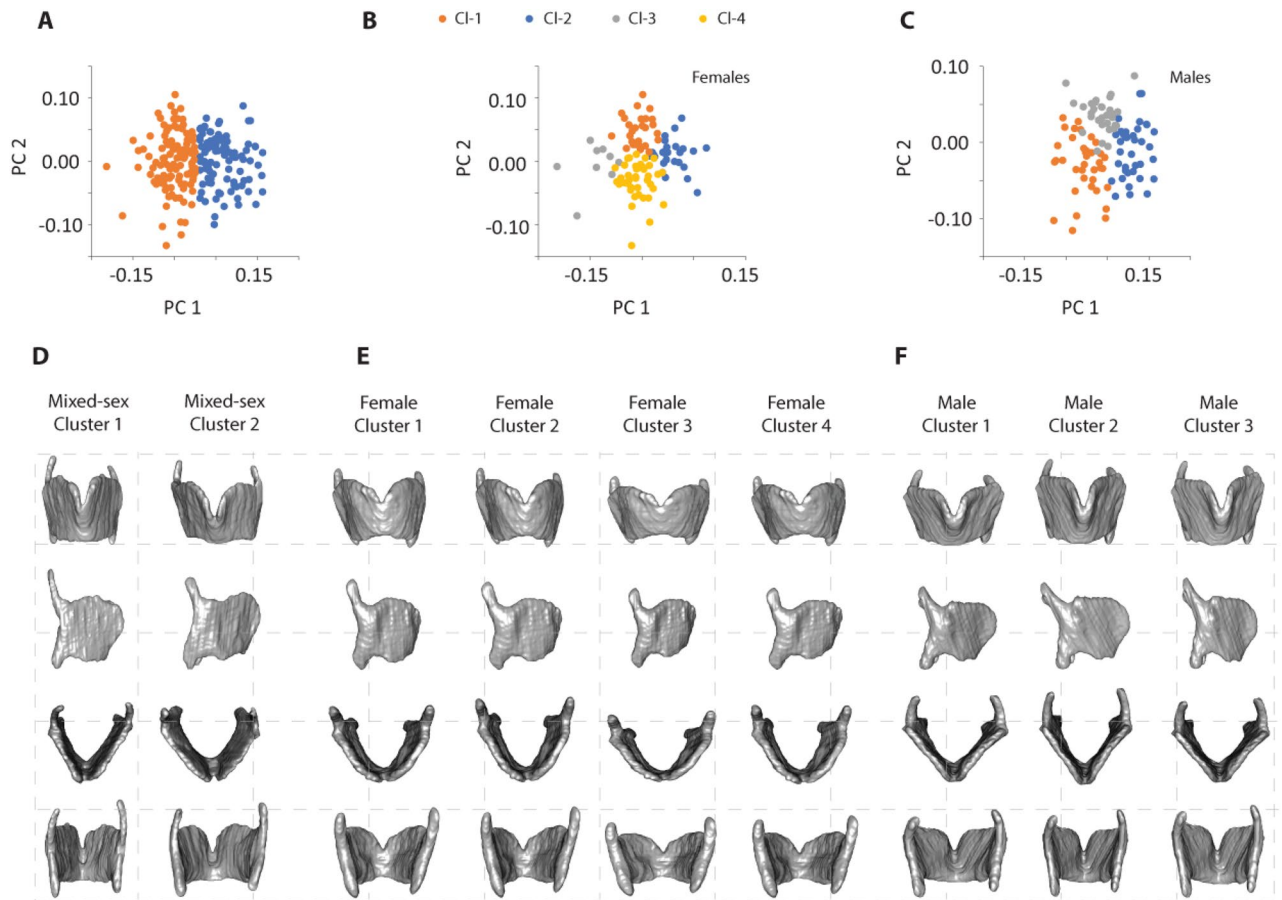 A
B
Cl-1
Cl-2
Cl-3
Cl-4
C
Females
Males
0.10
0.00
-0.10
PC 2
-0.15
0.15
PC 1
0.10
0.00
-0.10
PC 2
-0.15
0.15
PC 1
0.10
0.00
-0.10
PC 2
-0.15
0.15
PC 1
D
E
F
Mixed-sex
Cluster 1
Mixed-sex
Cluster 2
Female
Cluster 1
Female
Cluster 2
Female
Cluster 3
Female
Cluster 4
Male
Cluster 1
Male
Cluster 2
Male
Cluster 3